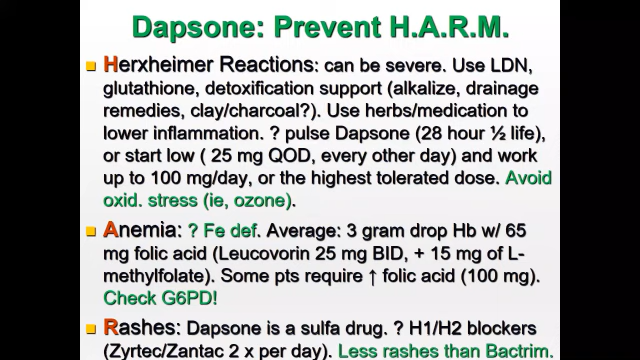 Dapsone: Prevent H.A.R.M.
Herxheimer Reactions: can be severe. Use LDN,
glutathione, detoxification support (alkalize, drainage
remedies, clay/charcoal?). Use herbs/medication to
lower inflammation. ? pulse Dapsone (28 hour ½ life),
or start low ( 25 mg QOD, every other day) and work
up to 100 mg/day, or the highest tolerated dose. Avoid
oxid. stress (ie, ozone).
Anemia: ? Fe def. Average: 3 gram drop Hb w/ 65
mg folic acid (Leucovorin 25 mg BID, + 15 mg of L-
methylfolate). Some pts require ↑ folic acid (100 mg).
Check G6PD!
Rashes: Dapsone is a sulfa drug. ? H1/H2 blockers
(Zyrtec/Zantac 2 x per day). Less rashes than Bactrim.